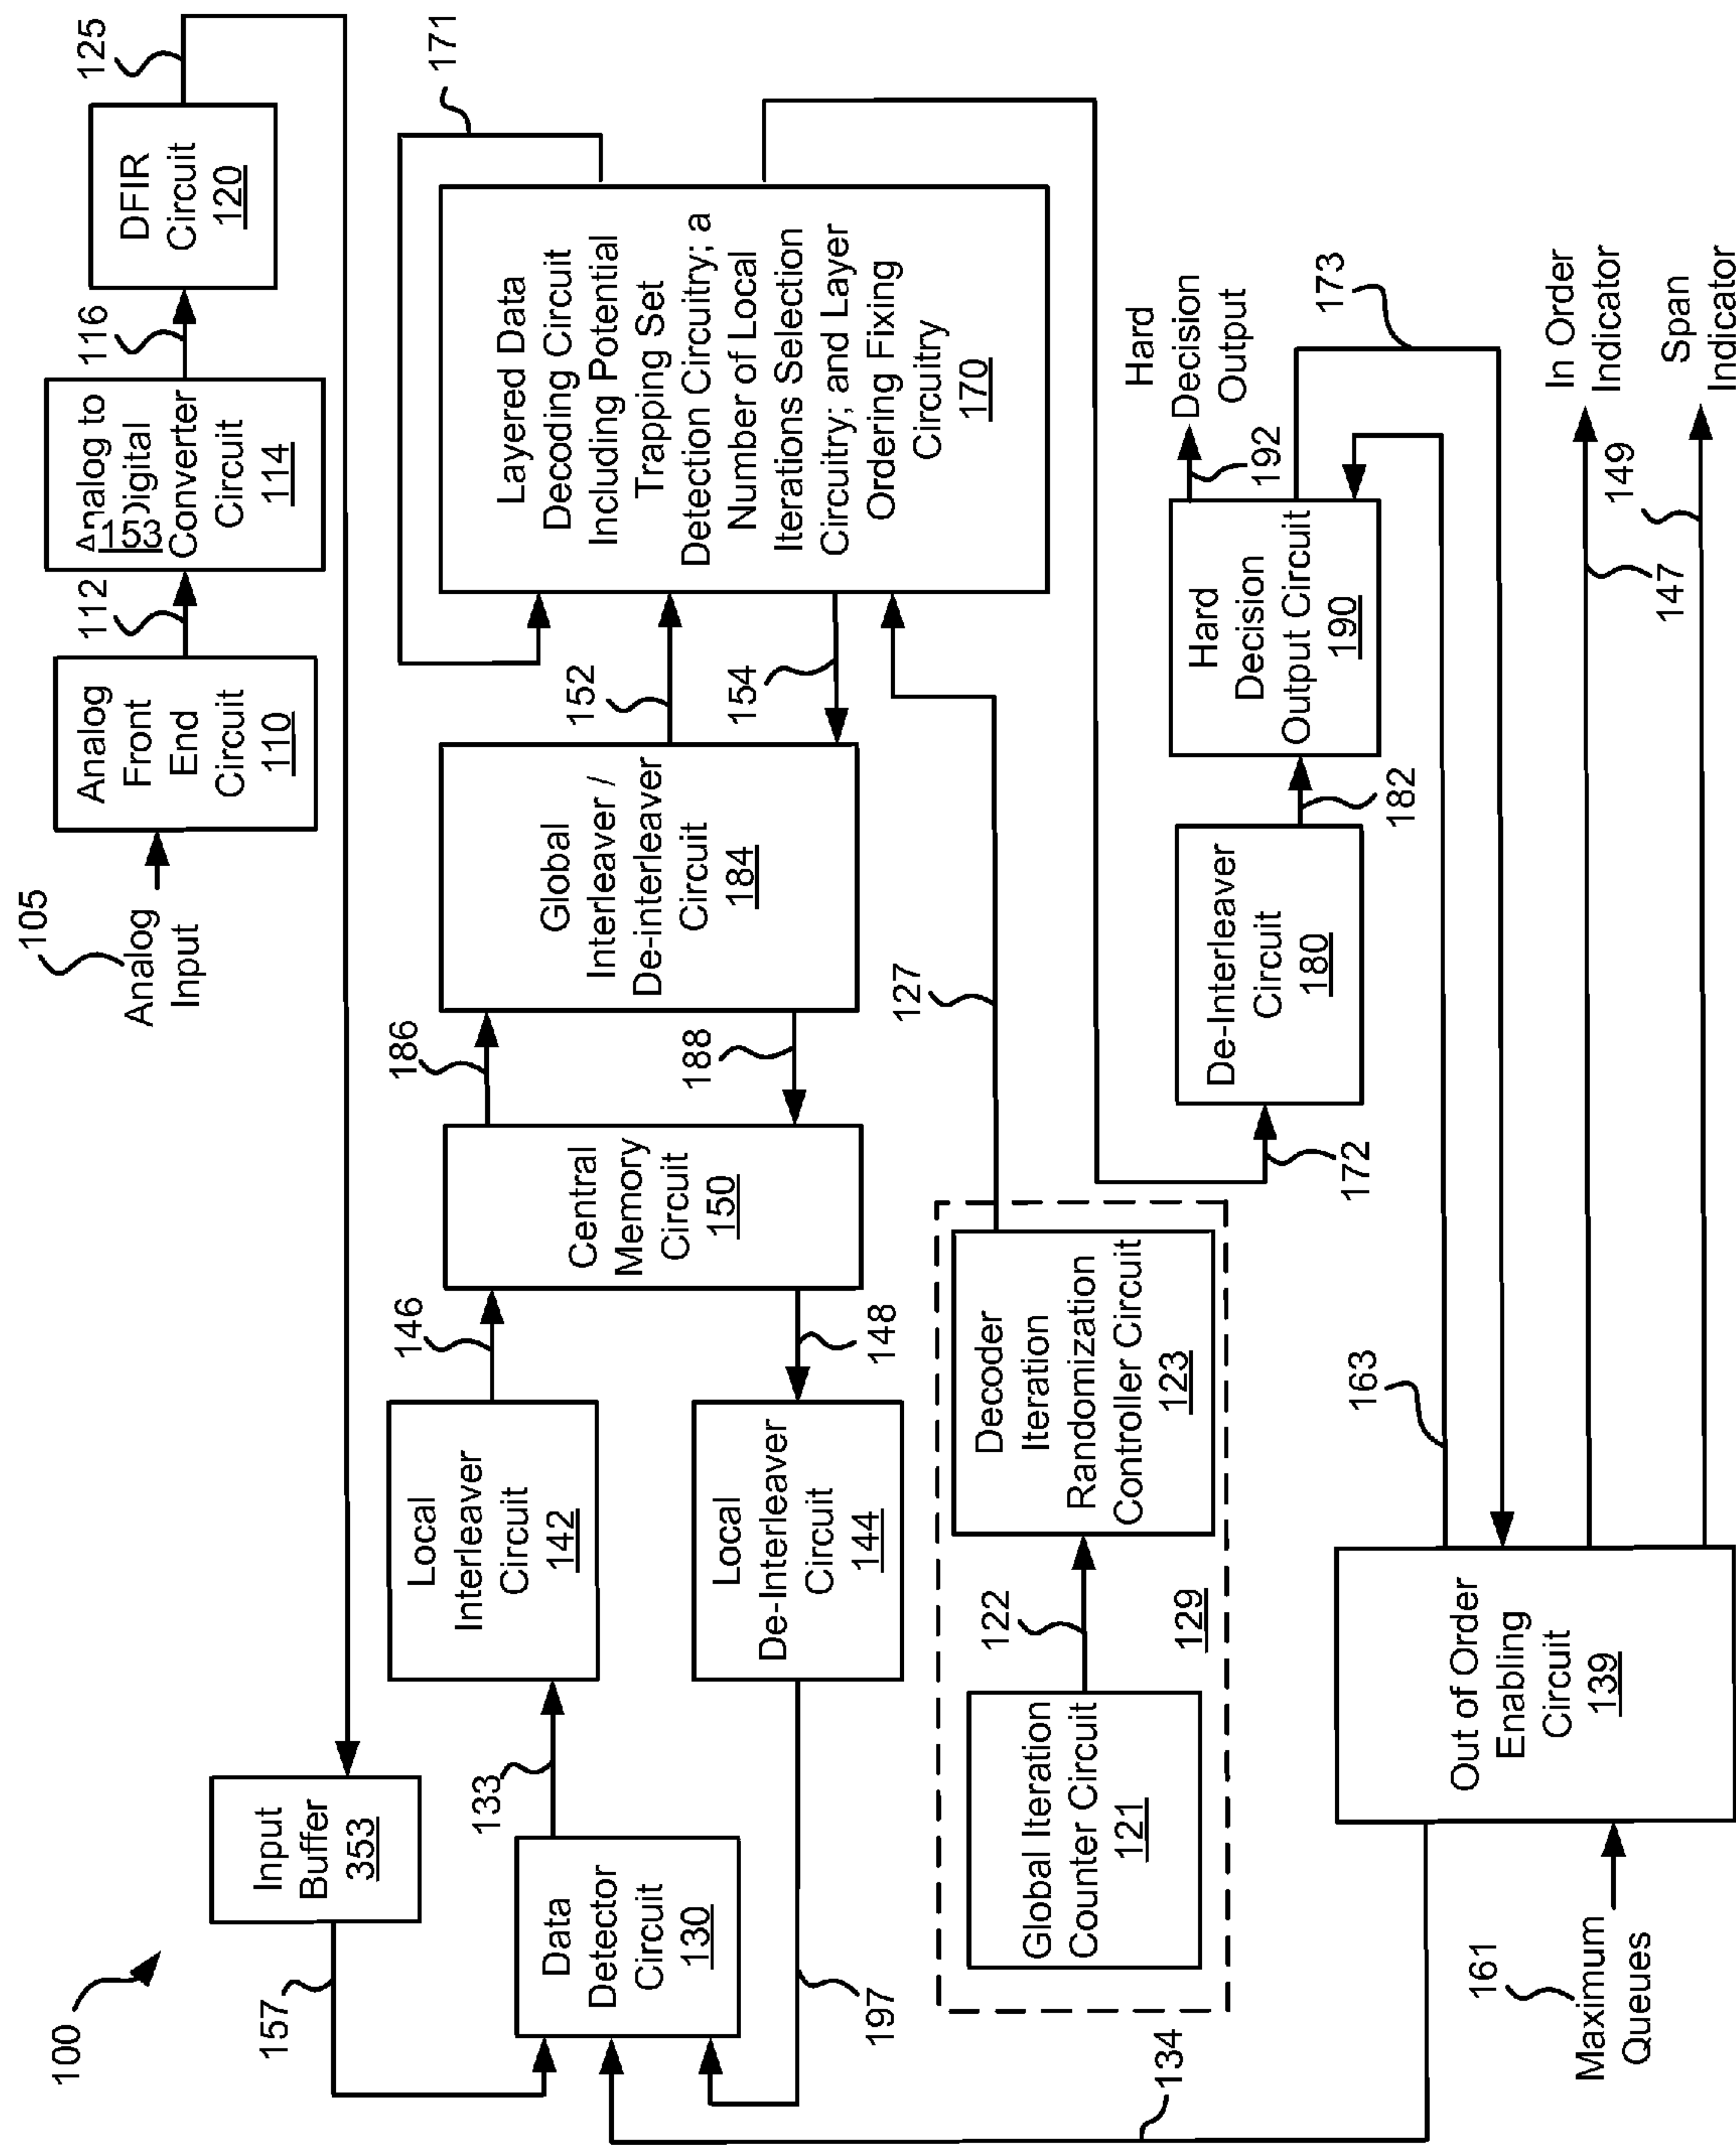 100
105
Analog
Input
Analog
Front
End
Circuit
110
112
Analog to
Digital
153
Converter
Circuit
114
116
DFIR
Circuit
120
125
157
Input
Buffer
353
Data
Detector
Circuit
130
133
Local
Interleaver
Circuit
142
146
Central
Memory
Circuit
150
186
Global
Interleaver /
De-interleaver
Circuit
184
152
Layered Data
Decoding Circuit
Including Potential
Trapping Set
Detection Circuitry; a
Number of Local
Iterations Selection
Circuitry; and Layer
Ordering Fixing
Circuitry
170
171
197
Local
De-Interleaver
Circuit
144
148
188
154
Global Iteration
Counter Circuit
121
122
129
Decoder
Iteration
Randomization
Controller Circuit
123
127
172
De-Interleaver
Circuit
180
182
Hard
Decision
Output Circuit
190
192
Hard
Decision
Output
134
161
Maximum
Queues
Out of Order
Enabling
Circuit
139
163
173
147
In Order
Indicator
149
Span
Indicator